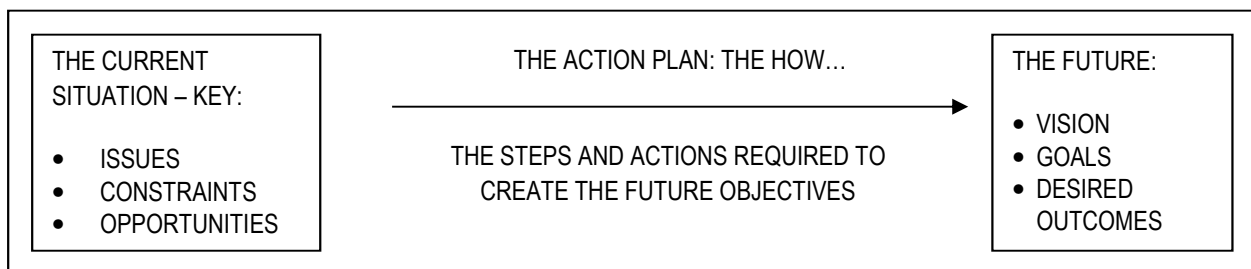 THE CURRENT
SITUATION – KEY:
• ISSUES
• CONSTRAINTS
• OPPORTUNITIES
THE ACTION PLAN: THE HOW…
THE STEPS AND ACTIONS REQUIRED TO
CREATE THE FUTURE OBJECTIVES
THE FUTURE:
• VISION
• GOALS
• DESIRED
OUTCOMES